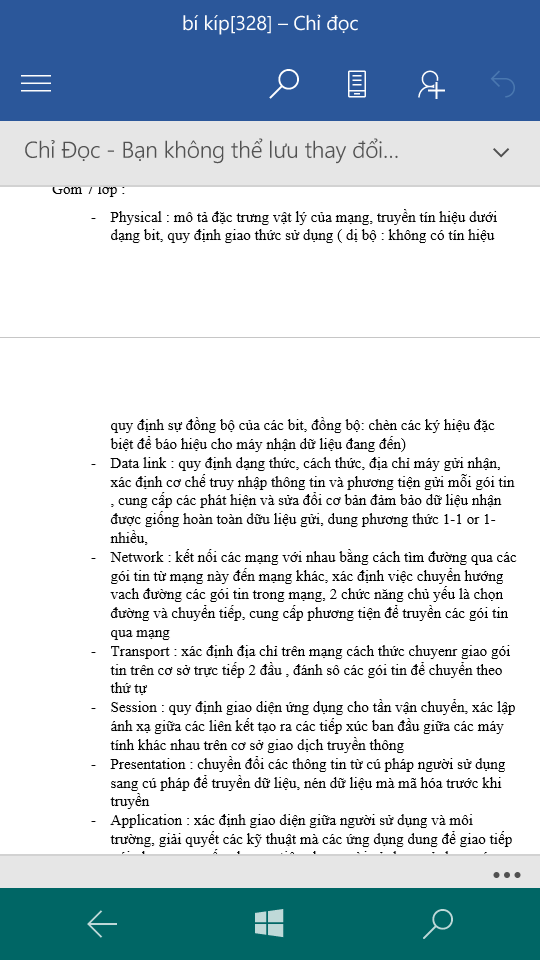 bí kíp[328] – Chỉ đọc
Chỉ Đọc - Bạn không thể lưu thay đổi...
Gồm 7 lớp :
- Physical : mô tả đặc trưng vật lý của mạng, truyền tín hiệu dưới
dạng bit, quy định giao thức sử dụng ( dị bộ : không có tín hiệu
quy định sự đồng bộ của các bit, đồng bộ: chèn các ký hiệu đặc
biệt để báo hiệu cho máy nhận dữ liệu đang đến)
- Data link : quy định dạng thức, cách thức, địa chỉ máy gửi nhận,
xác định cơ chế truy nhập thông tin và phương tiện gửi mỗi gói tin
, cung cấp các phát hiện và sửa đổi cơ bản đảm bảo dữ liệu nhận
được giống hoàn toàn dữu liệu gửi, dung phương thức 1-1 or 1-
nhiều,
- Network : kết nối các mạng với nhau bằng cách tìm đường qua các
gói tin từ mạng này đến mạng khác, xác định việc chuyển hướng
vach đường các gói tin trong mạng, 2 chức năng chủ yếu là chọn
đường và chuyển tiếp, cung cấp phương tiện để truyền các gói tin
qua mạng
- Transport : xác định địa chỉ trên mạng cách thức chuyenr giao gói
tin trên cơ sở trực tiếp 2 đầu , đánh sô các gói tin để chuyển theo
thứ tự
- Session : quy định giao diện ứng dụng cho tần vận chuyển, xác lập
ánh xạ giữa các liên kết tạo ra các tiếp xúc ban đầu giữa các máy
tính khác nhau trên cơ sở giao dịch truyền thông
- Presentation : chuyển đổi các thông tin từ cú pháp người sử dụng
sang cú pháp để truyền dữ liệu, nén dữ liệu mà mã hóa trước khi
truyền
- Application : xác định giao diện giữa người sử dụng và môi
trường, giải quyết các kỹ thuật mà các ứng dụng dung để giao tiếp